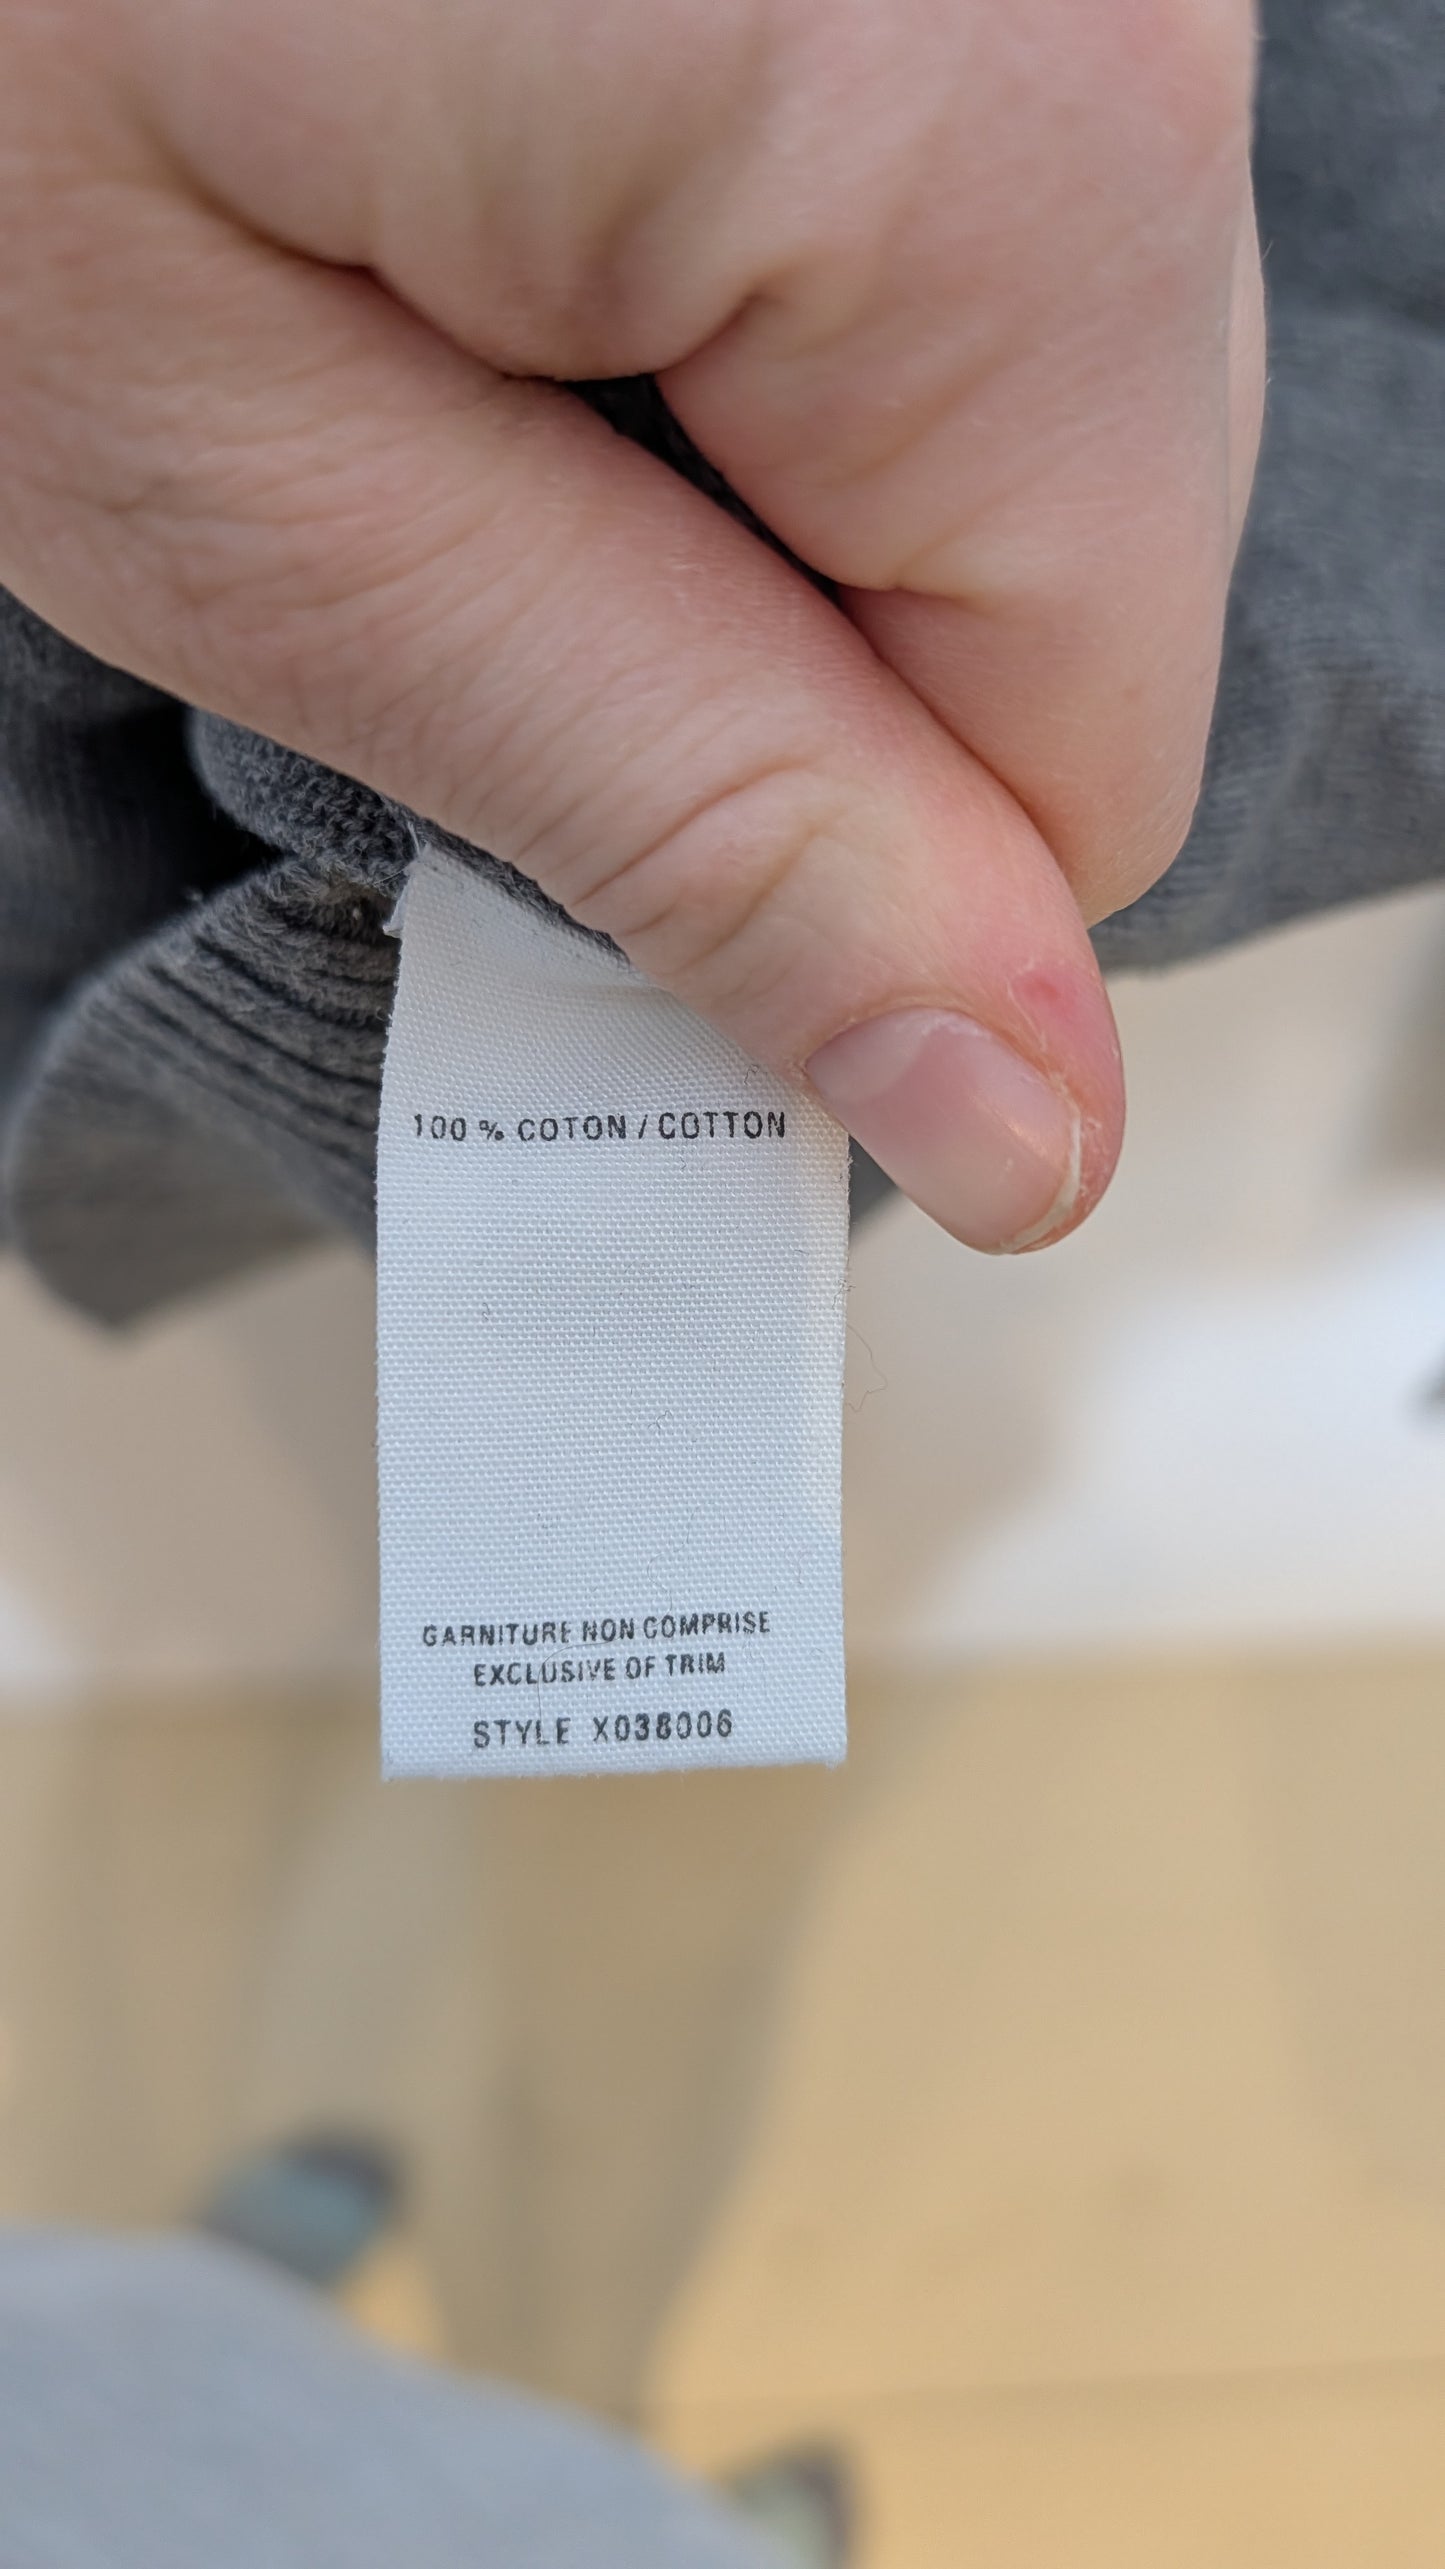 100 % COTON / COTTON
GARNITURE NON COMPRISE
EXCLUSIVE OF TRIM
STYLE X038006